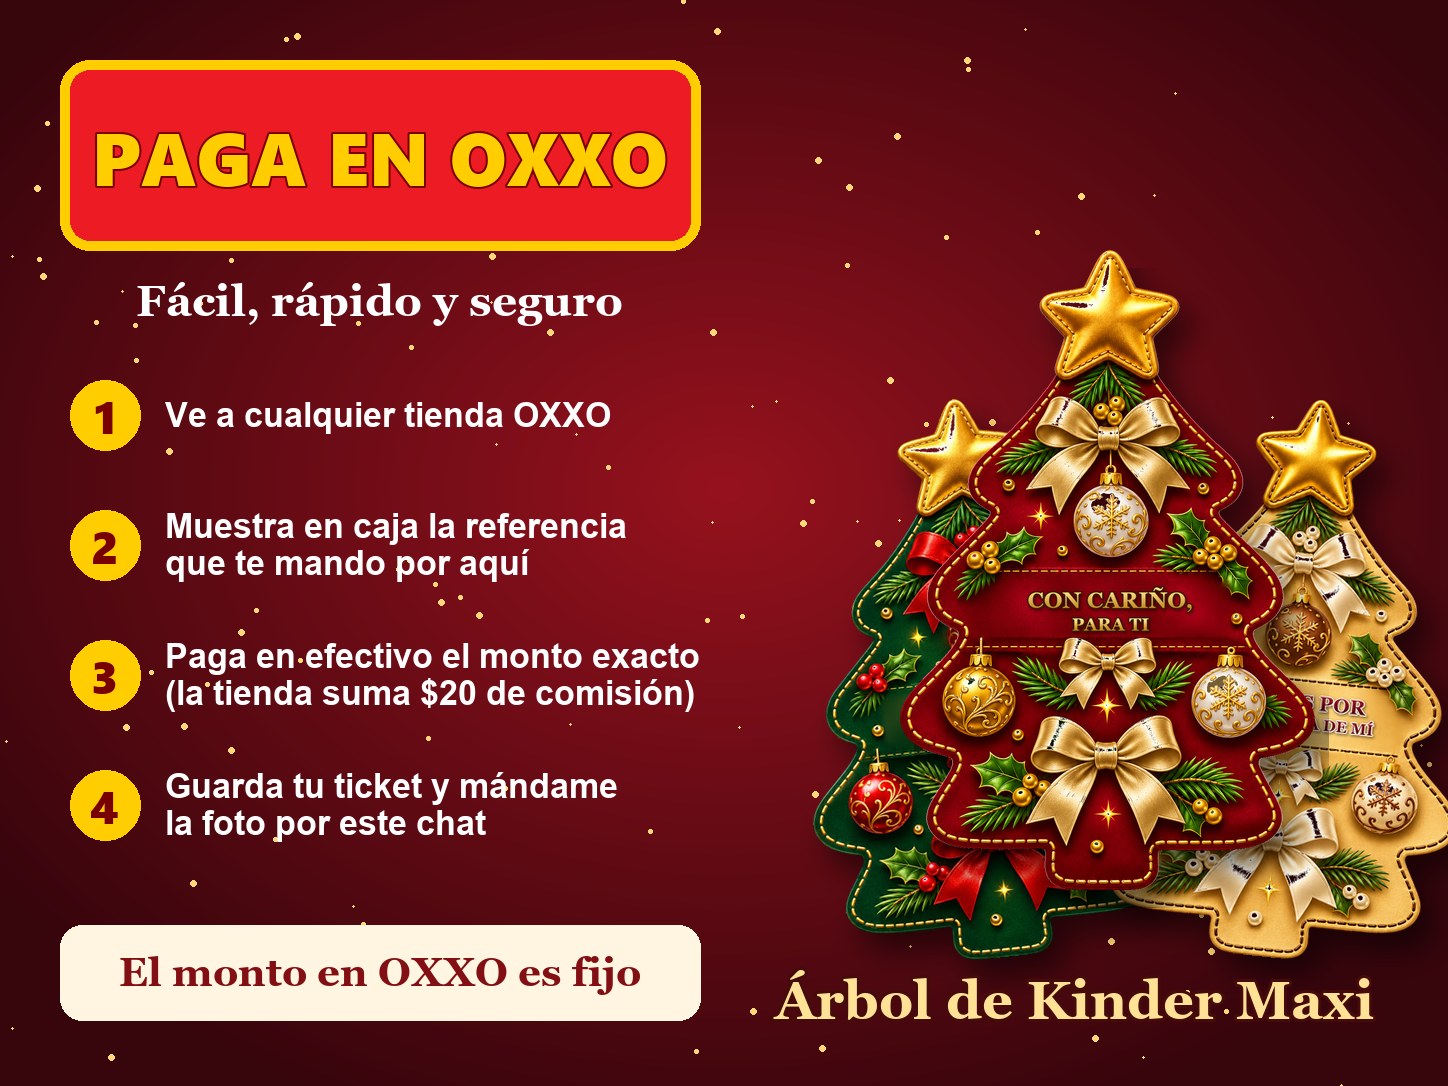 PAGA EN OXXO
Fácil, rápido y seguro
1
Ve a cualquier tienda OXXO
2
Muestra en caja la referencia
que te mando por aquí
3
Paga en efectivo el monto exacto
(la tienda suma $20 de comisión)
4
Guarda tu ticket y mándame
la foto por este chat
El monto en OXXO es fijo
CON CARIÑO,
PARA TI
POR
DE MÍ
Árbol de Kinder Maxi